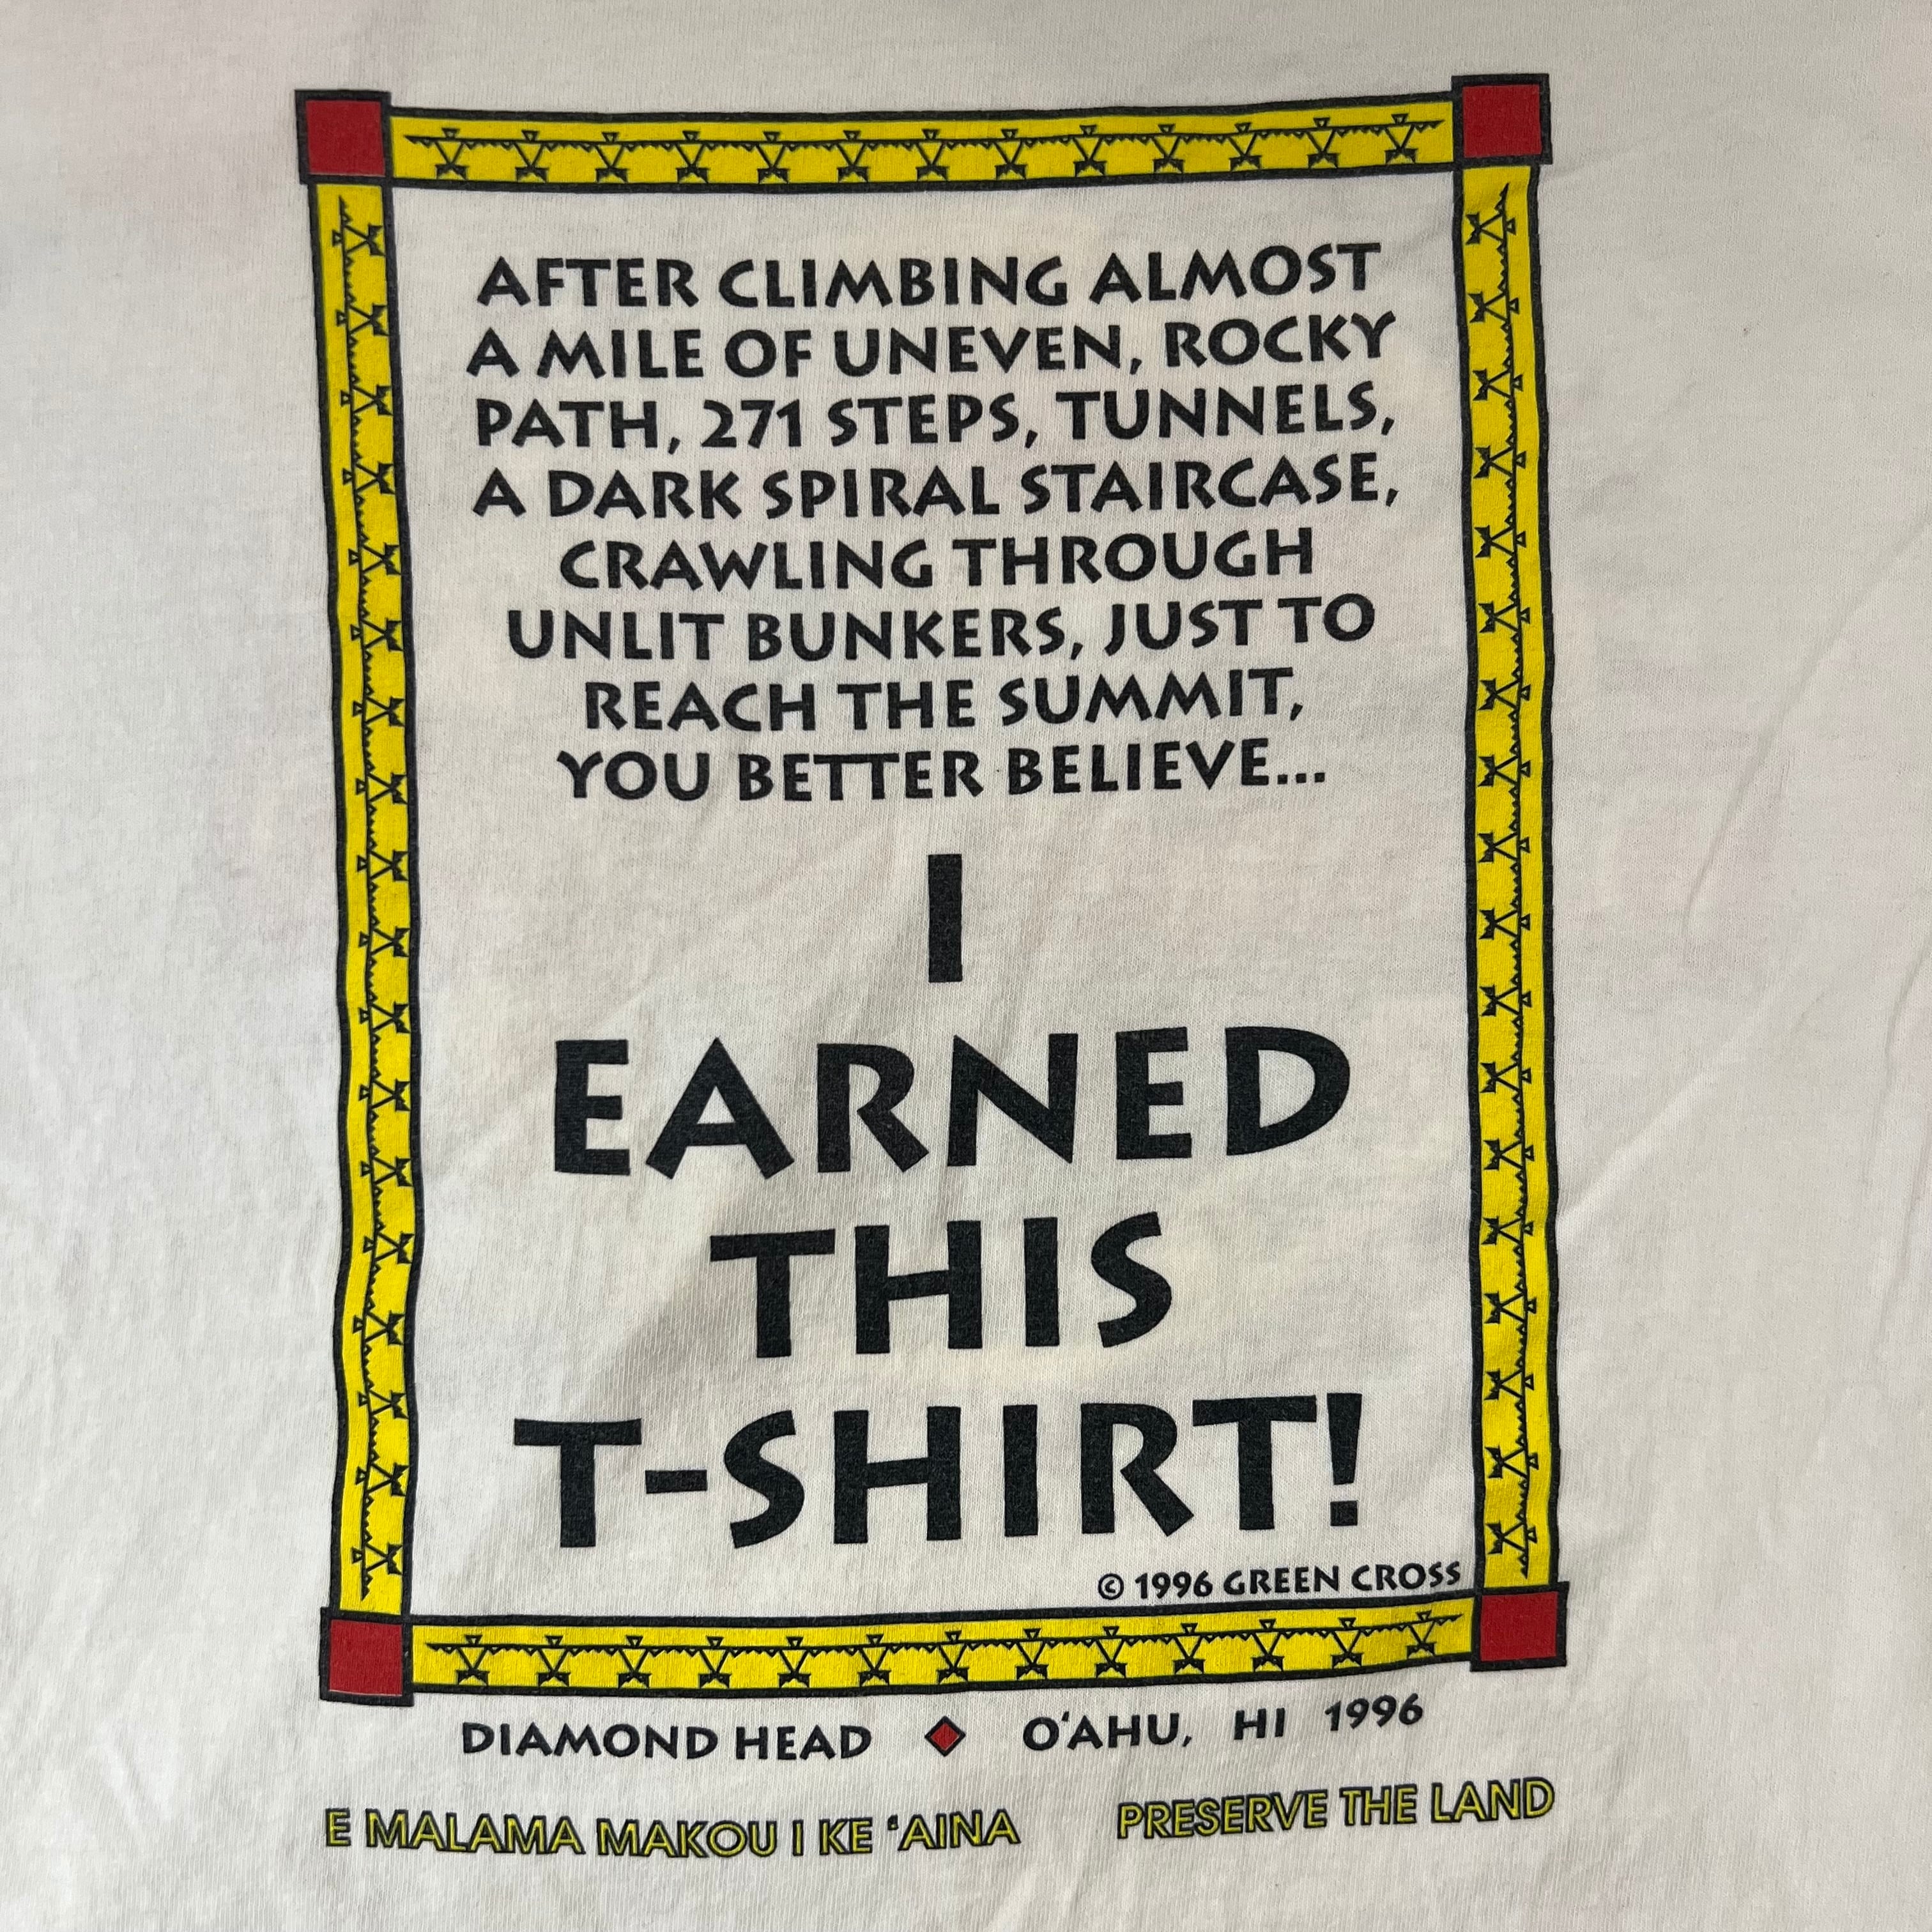 AFTER CLIMBING ALMOST
A MILE OF UNEVEN, ROCKY
PATH, 271 STEPS, TUNNELS,
A DARK SPIRAL STAIRCASE,
CRAWLING THROUGH
UNLIT BUNKERS, JUST TO
REACH THE SUMMIT,
YOU BETTER BELIEVE...
I
EARNED
THIS
T-SHIRT!
© 1996 GREEN CROSS
DIAMOND HEAD ◆ O‘AHU, HI 1996
E MALAMA MAKOU I KE ‘AINA PRESERVE THE LAND